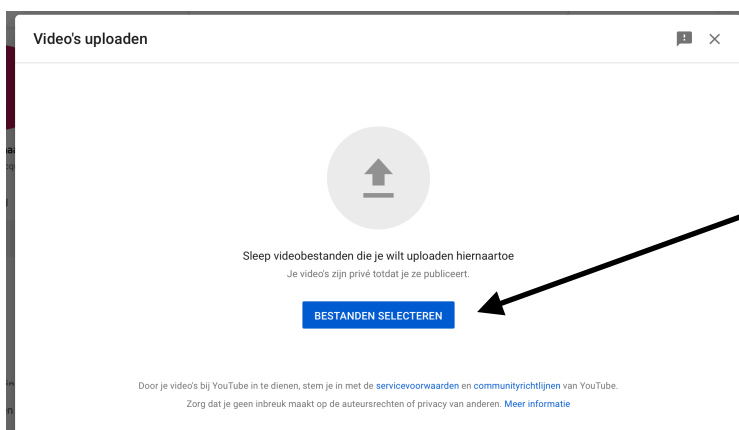 Video's uploaden
Sleep videobestanden die je wilt uploaden hiernaartoe
Je video's zijn privé totdat je ze publiceert.
BESTANDEN SELECTEREN
Door je video's bij YouTube in te dienen, stem je in met de servicevoorwaarden en communityrichtlijnen van YouTube.
Zorg dat je geen inbreuk maakt op de auteursrechten of privacy van anderen. Meer informatie